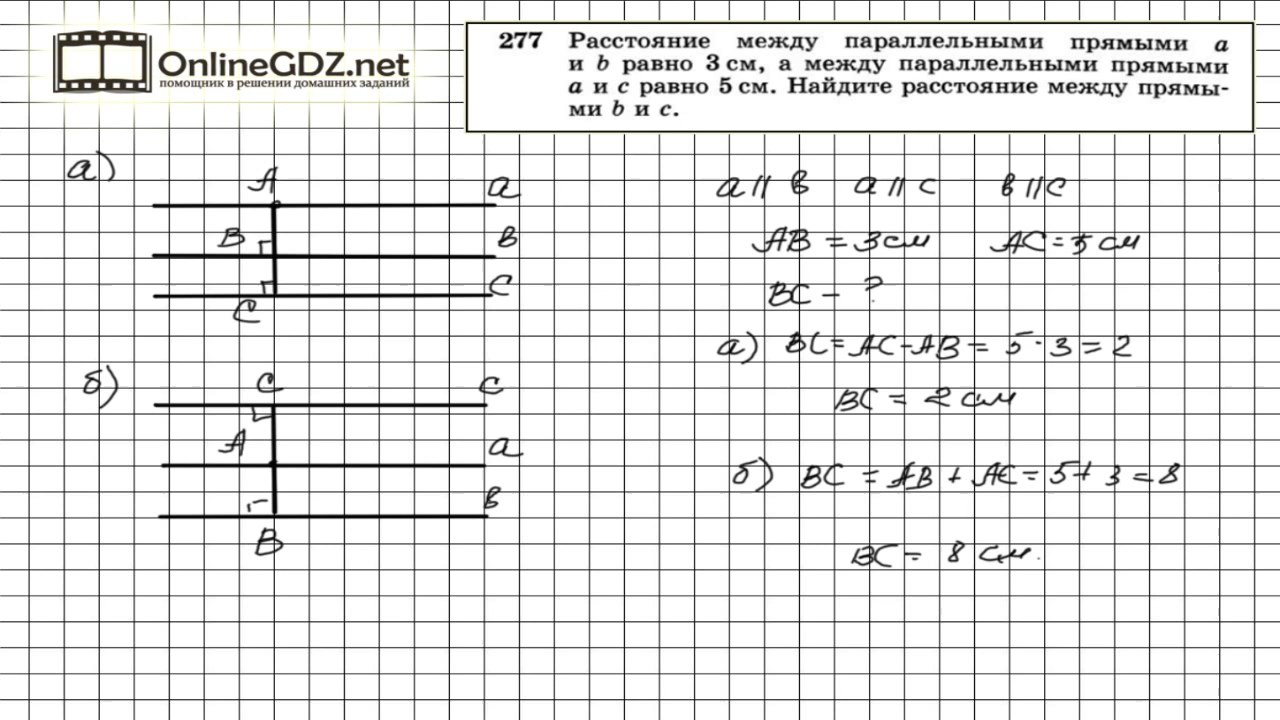 OnlineGDZ.net
помощник в решении домашних заданий
277 Расстояние между параллельными прямыми a
и b равно 3 см, а между параллельными прямыми
a и c равно 5 см. Найдите расстояние между прямы-
ми b и c.
а)
A a
B в
C c
б)
C c
A a
B в
a || в a || c в || c
AB = 3 см AC = 5 см
BC – ?
а) BC = AC – AB = 5 · 3 = 2
BC = 2 см
б) BC = AB + AC = 5 + 3 = 8
BC = 8 см.